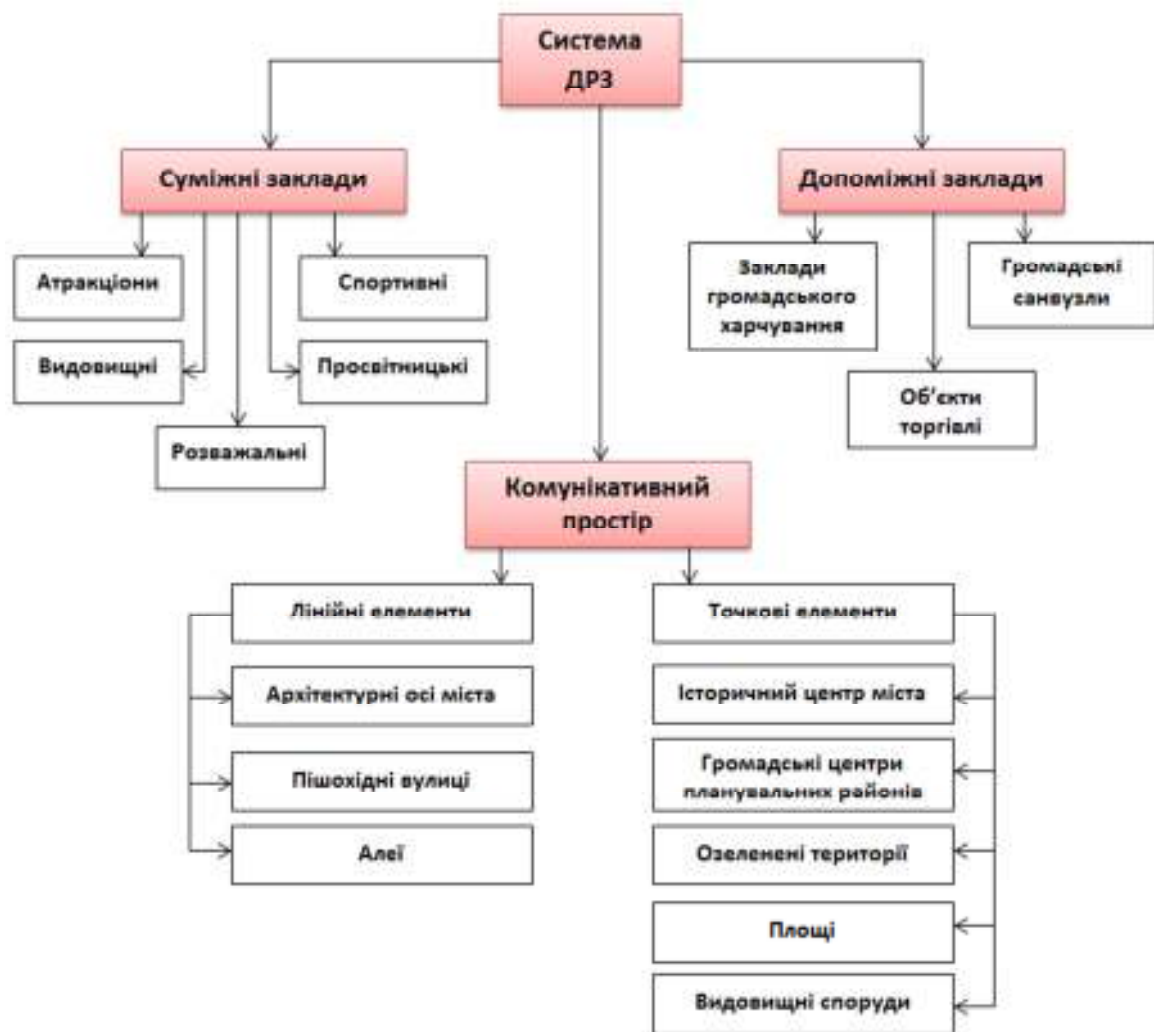 Система
ДРЗ
Суміжні заклади
Допоміжні заклади
Атракціони
Спортивні
Видовищні
Просвітницькі
Розважальні
Заклади
громадського
харчування
Громадські
санвузли
Об’єкти
торгівлі
Комунікативний
простір
Лінійні елементи
Точкові елементи
Архітектурні осі міста
Пішохідні вулиці
Алеї
Історичний центр міста
Громадські центри
планувальних районів
Озеленені території
Площі
Видовищні споруди